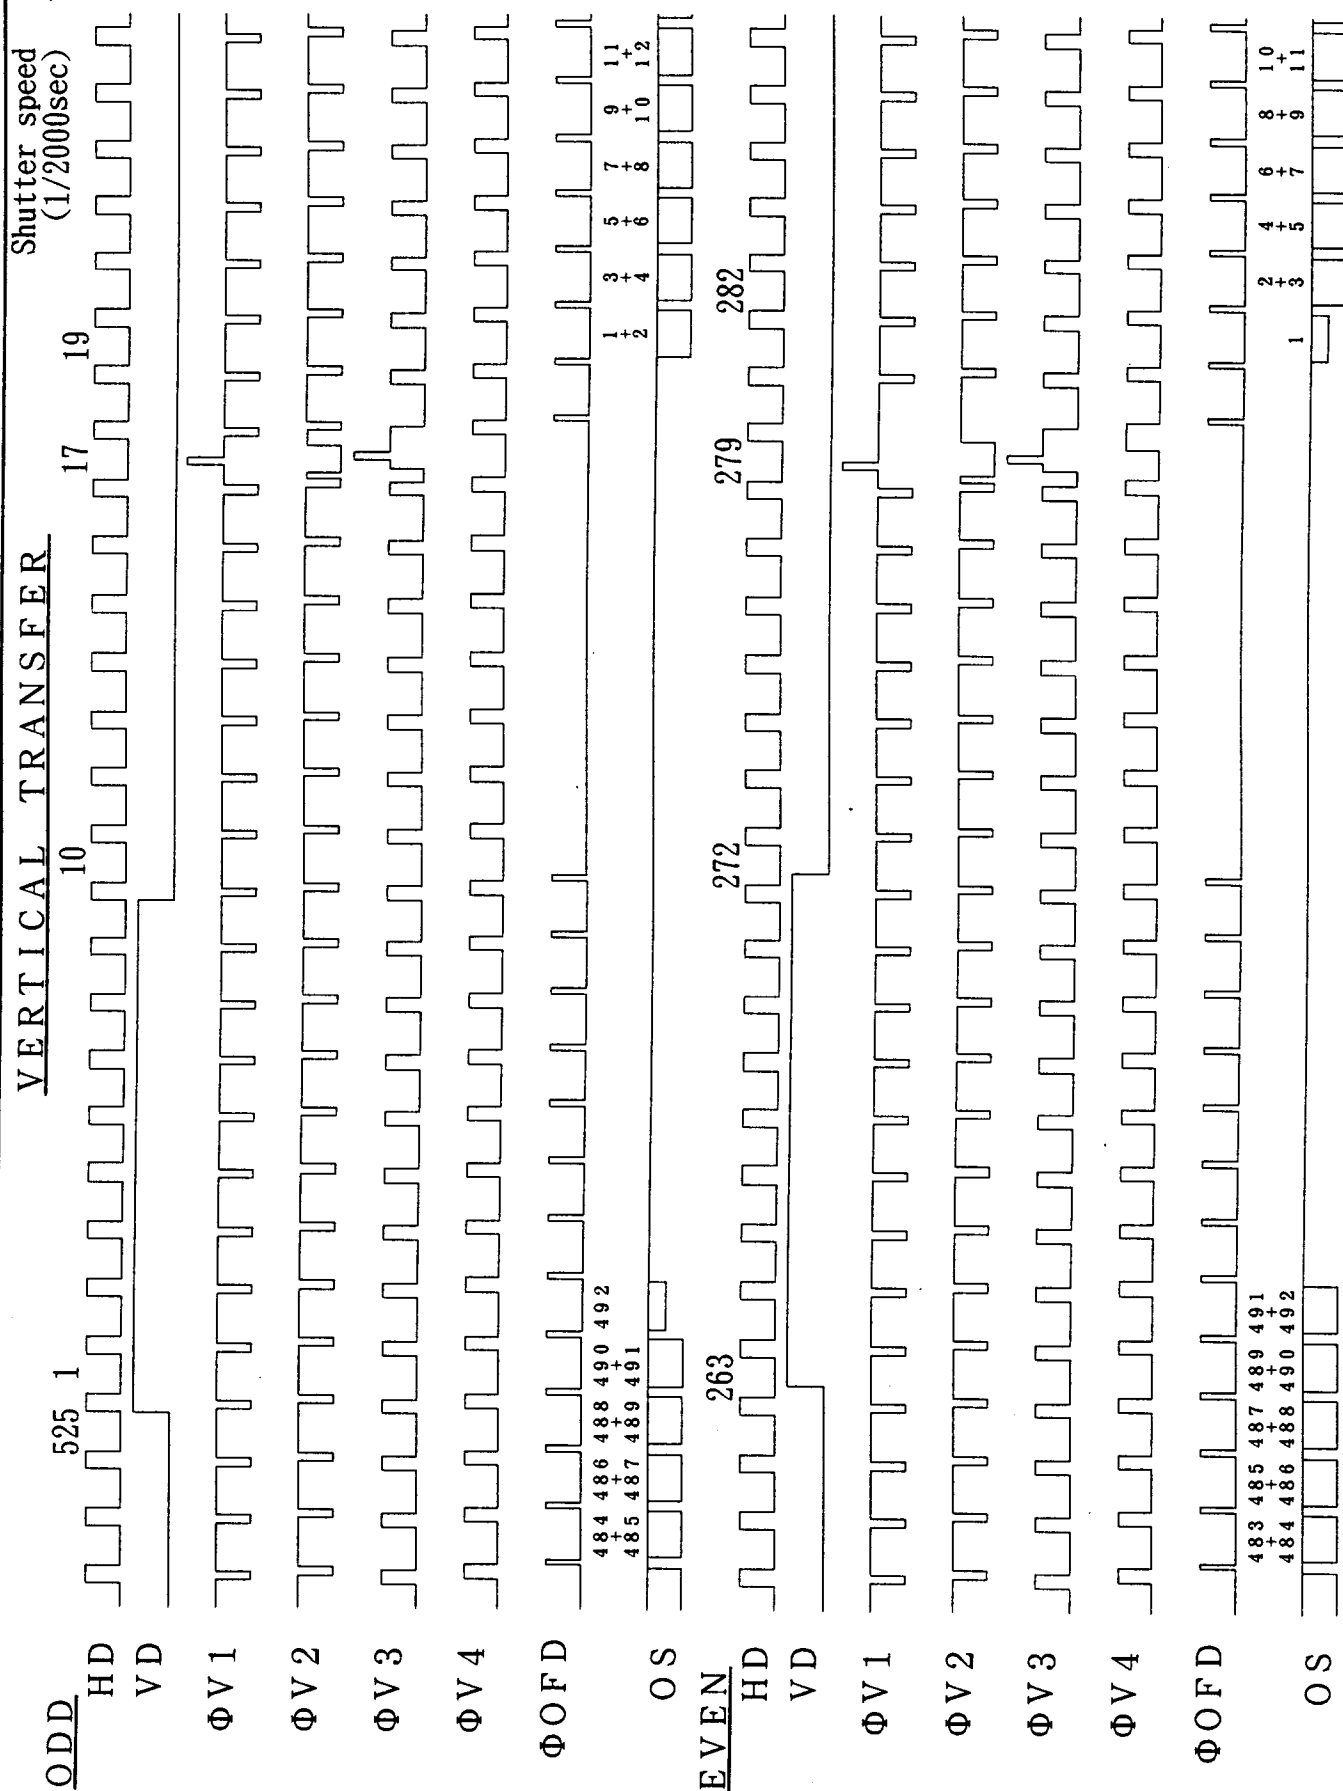 VERTICAL TRANSFER
Shutter speed
(1/2000sec)
ODD
525 1 10 17 19
HD
VD
ΦV1
ΦV2
ΦV3
ΦV4
ΦOFD
484 486 488 490 492 1 3 5 7 9 11
+ + + + + + + + + +
485 487 489 491 2 4 6 8 10 12
OS
EVEN
263 272 279 282
HD
VD
ΦV1
ΦV2
ΦV3
ΦV4
ΦOFD
483 485 487 489 491 1 2 4 6 8 10
+ + + + + + + + + +
484 486 488 490 492 3 5 7 9 11
OS